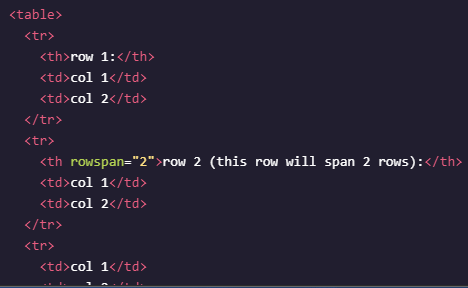 <table>
<tr>
<th>row 1:</th>
<td>col 1</td>
<td>col 2</td>
</tr>
<tr>
<th rowspan="2">row 2 (this row will span 2 rows):</th>
<td>col 1</td>
<td>col 2</td>
</tr>
<tr>
<td>col 1</td>